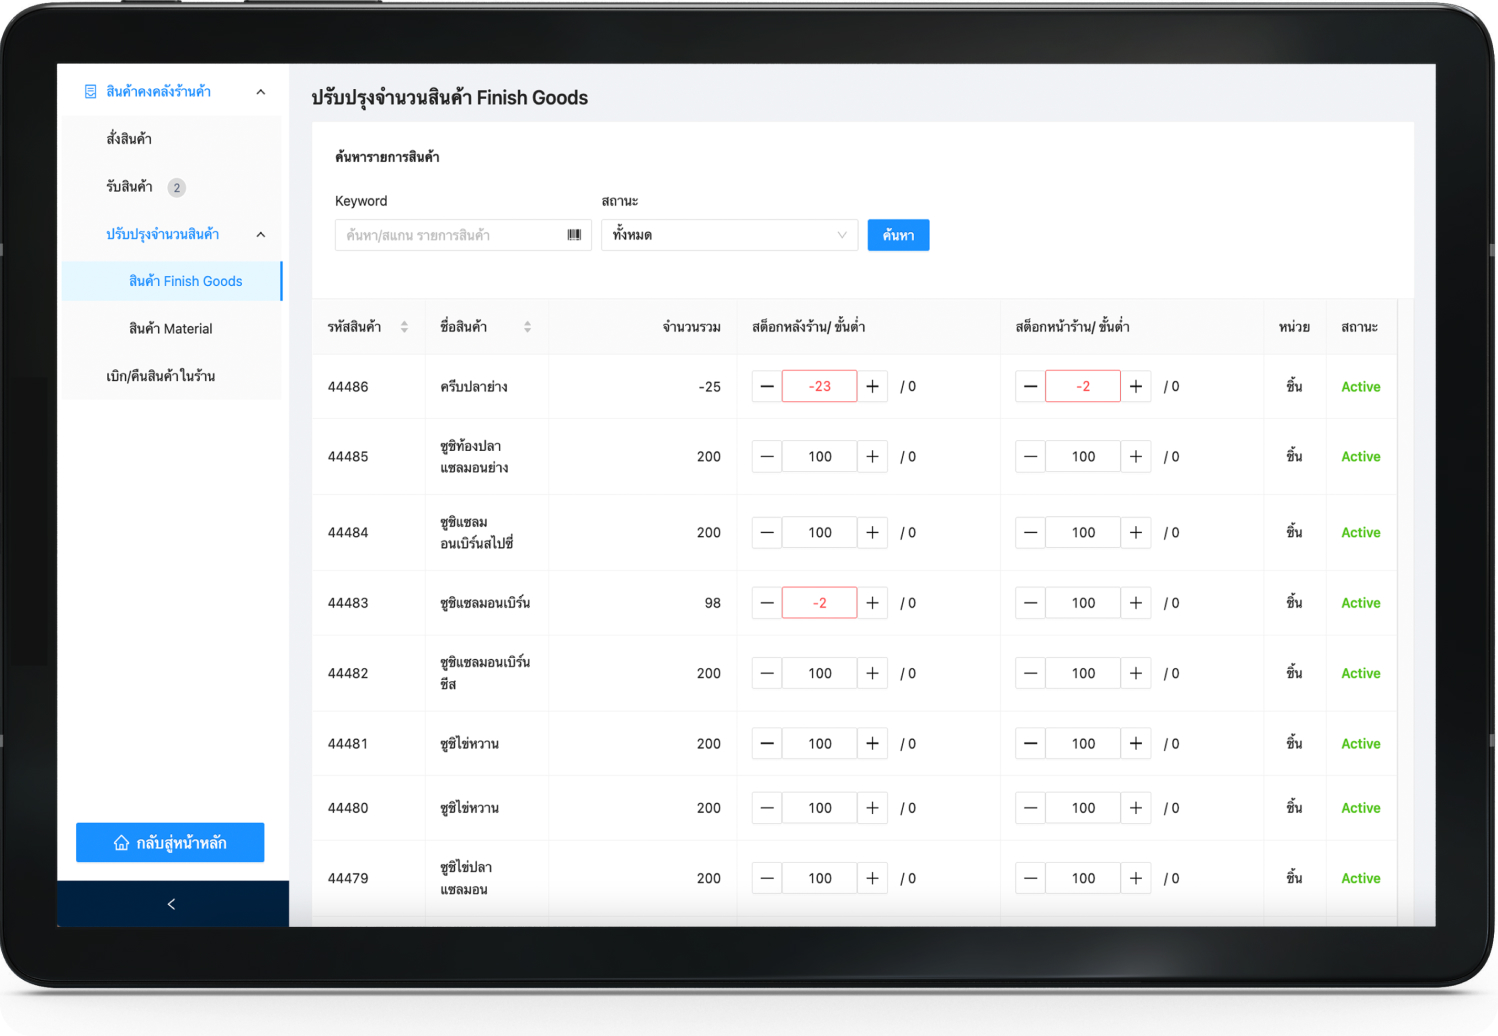 สินค้าคงคลังร้านค้า
สั่งสินค้า
รับสินค้า 2
ปรับปรุงจำนวนสินค้า
สินค้า Finish Goods
สินค้า Material
เบิก/คืนสินค้าในร้าน
กลับสู่หน้าหลัก
<
ปรับปรุงจำนวนสินค้า Finish Goods
ค้นหารายการสินค้า
Keyword สถานะ
ค้นหา/สแกน รายการสินค้า ทั้งหมด ค้นหา
รหัสสินค้า ชื่อสินค้า จำนวนรวม สต็อกหลังร้าน/ ขั้นต่ำ สต็อกหน้าร้าน/ ขั้นต่ำ หน่วย สถานะ
44486 ครีบปลาย่าง -25 — -23 + / 0 — -2 + / 0 ชิ้น Active
44485 ซูชิท้องปลา
แซลมอนย่าง 200 — 100 + / 0 — 100 + / 0 ชิ้น Active
44484 ซูชิแซลม
อนเบิร์นสไปซี่ 200 — 100 + / 0 — 100 + / 0 ชิ้น Active
44483 ซูชิแซลมอนเบิร์น 98 — -2 + / 0 — 100 + / 0 ชิ้น Active
44482 ซูชิแซลมอนเบิร์น
ชีส 200 — 100 + / 0 — 100 + / 0 ชิ้น Active
44481 ซูชิไข่หวาน 200 — 100 + / 0 — 100 + / 0 ชิ้น Active
44480 ซูชิไข่หวาน 200 — 100 + / 0 — 100 + / 0 ชิ้น Active
44479 ซูชิไข่ปลา
แซลมอน 200 — 100 + / 0 — 100 + / 0 ชิ้น Active